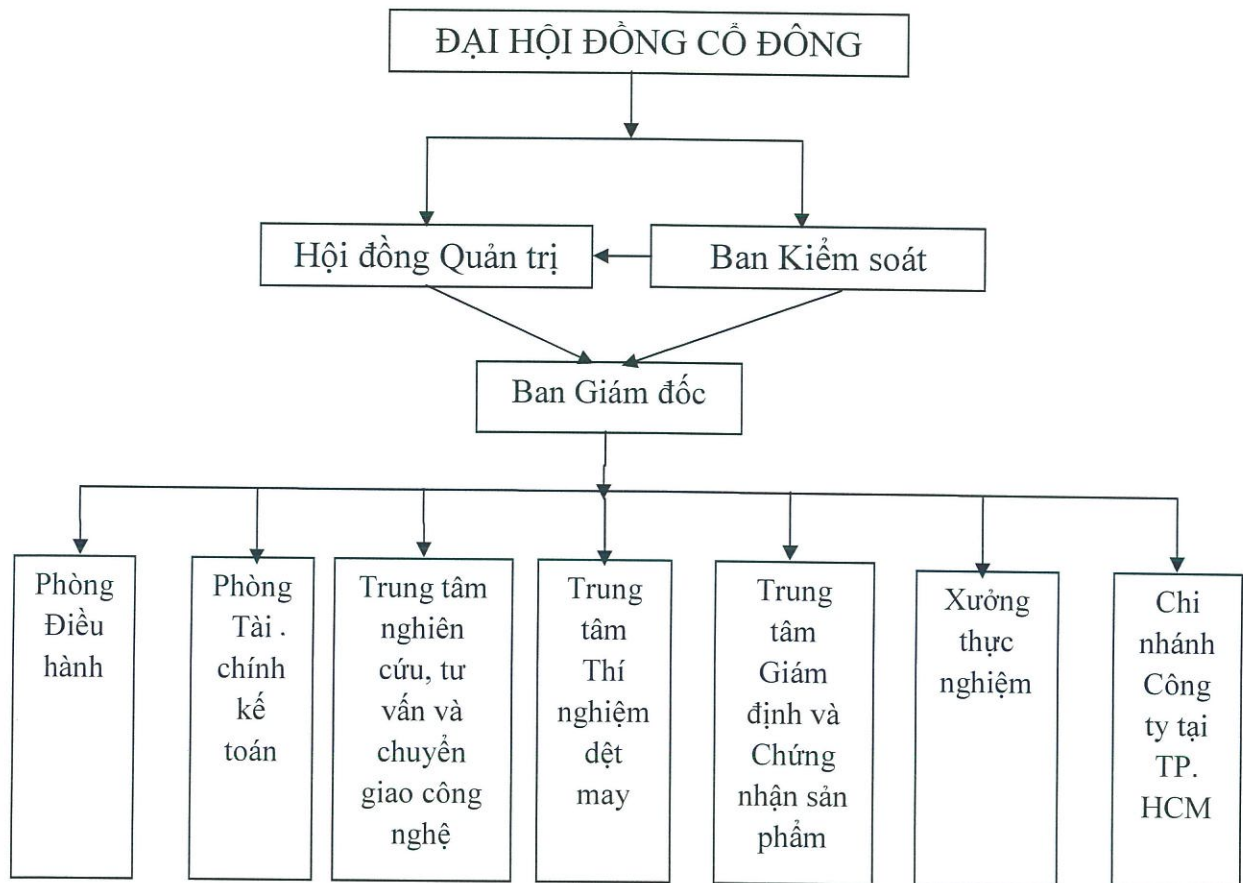 ĐẠI HỘI ĐỒNG CỔ ĐÔNG
Hội đồng Quản trị
Ban Kiểm soát
Ban Giám đốc
Phòng
Điều
hành
Phòng
Tài .
chính
kế
toán
Trung tâm
nghiên
cứu, tư
vấn và
chuyển
giao công
nghệ
Trung
tâm
Thí
nghiệm
dệt
may
Trung
tâm
Giám
định và
Chứng
nhận sản
phẩm
Xưởng
thực
nghiệm
Chi
nhánh
Công
ty tại
TP.
HCM